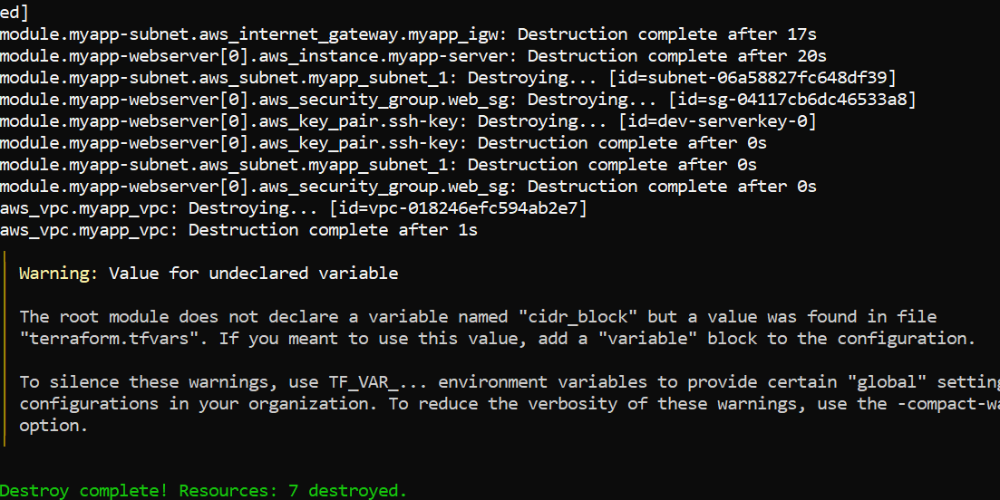 ed]
module.myapp-subnet.aws_internet_gateway.myapp_igw: Destruction complete after 17s
module.myapp-webserver[0].aws_instance.myapp-server: Destruction complete after 20s
module.myapp-subnet.aws_subnet.myapp_subnet_1: Destroying... [id=subnet-06a58827fc648df39]
module.myapp-webserver[0].aws_security_group.web_sg: Destroying... [id=sg-04117cb6dc46533a8]
module.myapp-webserver[0].aws_key_pair.ssh-key: Destroying... [id=dev-serverkey-0]
module.myapp-webserver[0].aws_key_pair.ssh-key: Destruction complete after 0s
module.myapp-subnet.aws_subnet.myapp_subnet_1: Destruction complete after 0s
module.myapp-webserver[0].aws_security_group.web_sg: Destruction complete after 0s
aws_vpc.myapp_vpc: Destroying... [id=vpc-018246efc594ab2e7]
aws_vpc.myapp_vpc: Destruction complete after 1s
Warning: Value for undeclared variable
The root module does not declare a variable named "cidr_block" but a value was found in file
"terraform.tfvars". If you meant to use this value, add a "variable" block to the configuration.
To silence these warnings, use TF_VAR_... environment variables to provide certain "global" setting
configurations in your organization. To reduce the verbosity of these warnings, use the -compact-wa
option.
Destroy complete! Resources: 7 destroyed.